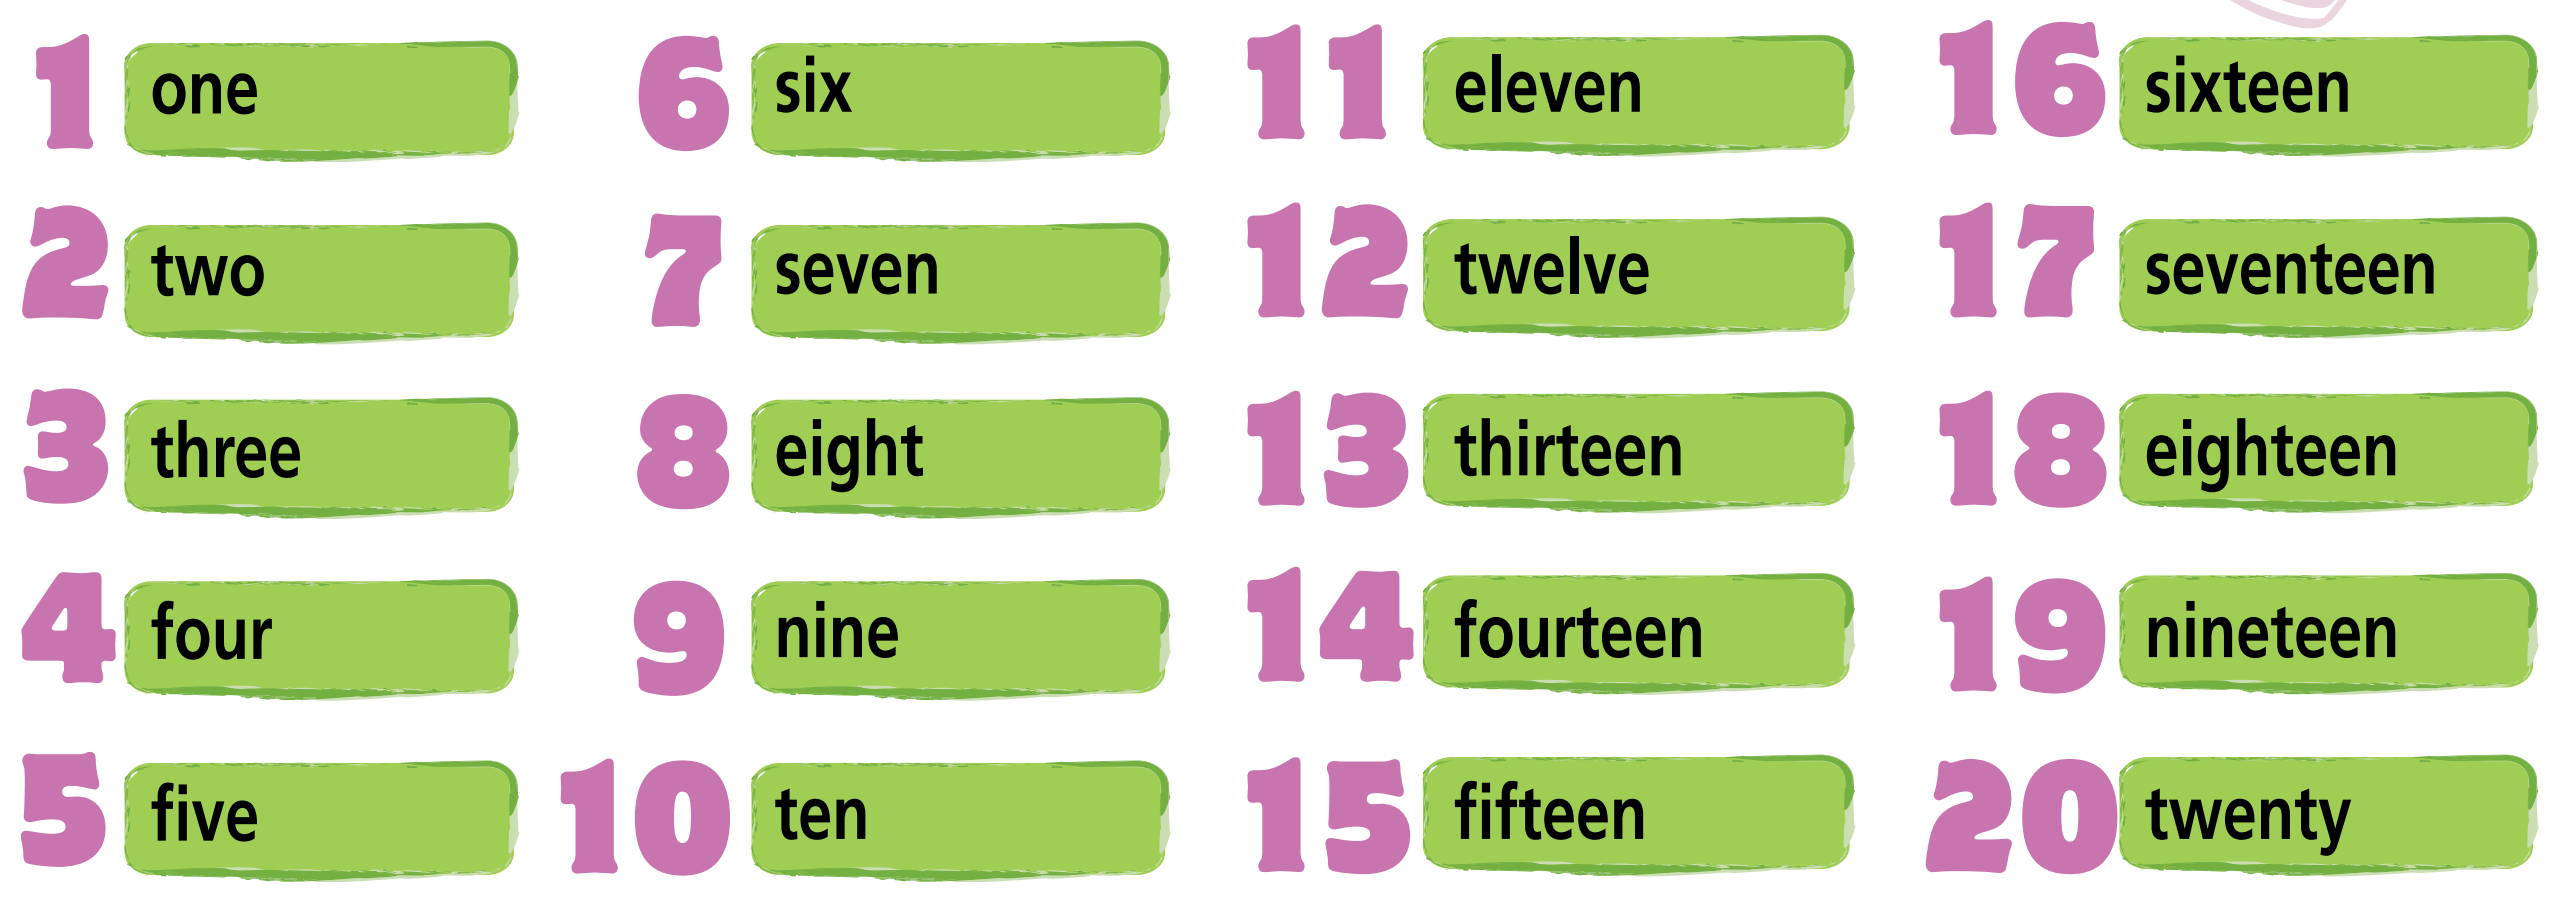 1 one
2 two
3 three
4 four
5 five
6 six
7 seven
8 eight
9 nine
10 ten
11 eleven
12 twelve
13 thirteen
14 fourteen
15 fifteen
16 sixteen
17 seventeen
18 eighteen
19 nineteen
20 twenty